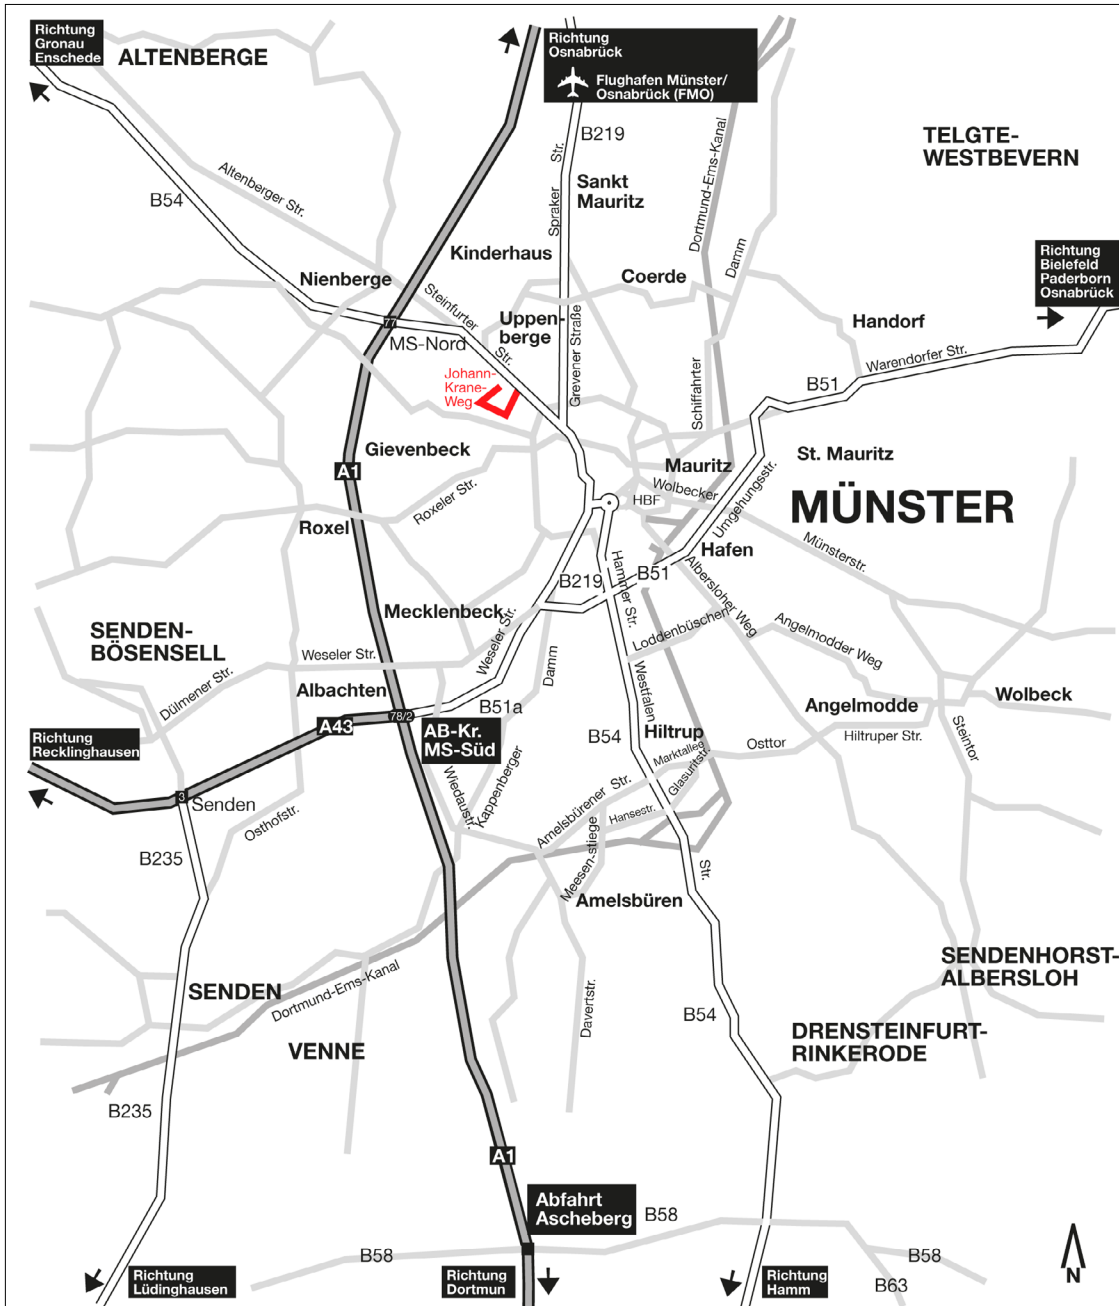 Richtung
Gronau
Enschede
ALTENBERGE
Richtung
Osnabrück
Flughafen Münster/
Osnabrück (FMO)
B219
Dortmund-Ems-Kanal
TELGTE-
WESTBEVERN
Altenberger Str.
B54
Spraker Str.
Sankt
Mauritz
Kinderhaus
Coerde
Damm
Richtung
Bielefeld
Paderborn
Osnabrück
Nienberge
Steinfurter
Str.
Uppen-
berge
Grevener Straße
Handorf
77
MS-Nord
Warendorfer Str.
Johann-
Krane-
Weg
Schiffahrter
B51
Gievenbeck
A1
Mauritz
St. Mauritz
Roxeler Str.
Wolbecker
HBF
Umgehungsstr.
MÜNSTER
Roxel
Hafen
Münsterstr.
B219
B51
Hammer Str.
Albersloher Weg
Mecklenbeck
Loddenbüschen
Angelmodder Weg
SENDEN-
BÖSENSELL
Weseler Str.
Weseler Str.
Damm
Westfalen
Dülmener Str.
Albachten
78/2
B51a
Angelmodde
Wolbeck
A43
AB-Kr.
MS-Süd
B54
Hiltrup
Hiltruper Str.
Steintor
Richtung
Recklinghausen
Marktallee
Osttor
Glasuritstr.
3
Senden
Wiedaustr.
Kappenberger
Amelsbürener Str.
Hansestr.
Osthofstr.
B235
Meesen-stiege
Str.
Amelsbüren
SENDEN
Dortmund-Ems-Kanal
Davertstr.
SENDENHORST-
ALBERSLOH
B54
VENNE
DRENSTEINFURT-
RINKERODE
B235
A1
Abfahrt
Ascheberg
B58
B58
B58
B63
Richtung
Lüdinghausen
Richtung
Dortmun
Richtung
Hamm
N